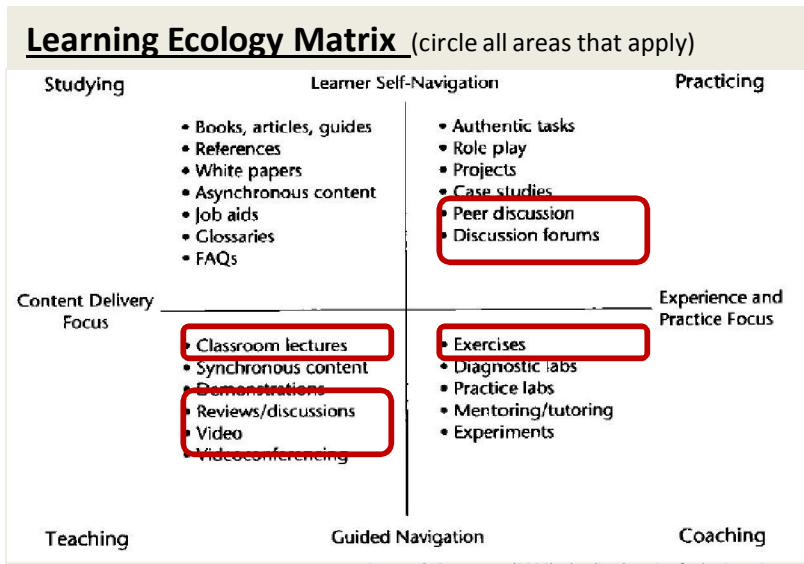 Learning Ecology Matrix (circle all areas that apply)
Studying
Learner Self-Navigation
Practicing
• Books, articles, guides
• References
• White papers
• Asynchronous content
• Job aids
• Glossaries
• FAQs
• Authentic tasks
• Role play
• Projects
• Case studies
• Peer discussion
• Discussion forums
Content Delivery
Focus
Experience and
Practice Focus
• Classroom lectures
• Synchronous content
• Demonstrations
• Reviews/discussions
• Video
• Videoconferencing
• Exercises
• Diagnostic labs
• Practice labs
• Mentoring/tutoring
• Experiments
Teaching
Guided Navigation
Coaching